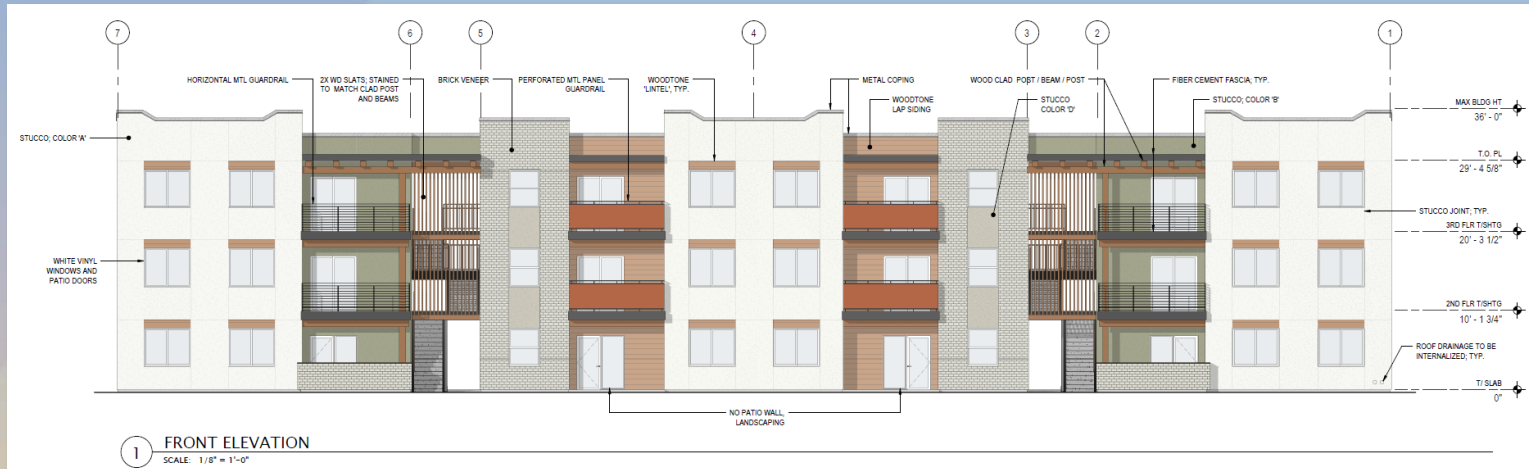 7
6
5
4
3
2
1
HORIZONTAL MTL GUARDRAIL
2X WD SLATS; STAINED
TO MATCH CLAD POST
AND BEAMS
BRICK VENEER
PERFORATED MTL PANEL
GUARDRAIL
WOODTONE
'LINTEL', TYP.
METAL COPING
WOODTONE
LAP SIDING
WOOD CLAD POST / BEAM / POST
STUCCO
COLOR 'D'
FIBER CEMENT FASCIA; TYP.
STUCCO; COLOR 'B'
MAX BLDG HT
36' - 0"
STUCCO; COLOR 'A'
T.O. PL
29' - 4 5/8"
STUCCO JOINT; TYP.
3RD FLR T/SHTG
20' - 3 1/2"
WHITE VINYL
WINDOWS AND
PATIO DOORS
2ND FLR T/SHTG
10' - 1 3/4"
ROOF DRAINAGE TO BE
INTERNALIZED; TYP.
T/ SLAB
0"
NO PATIO WALL,
LANDSCAPING
1
FRONT ELEVATION
SCALE: 1/8" = 1'-0"